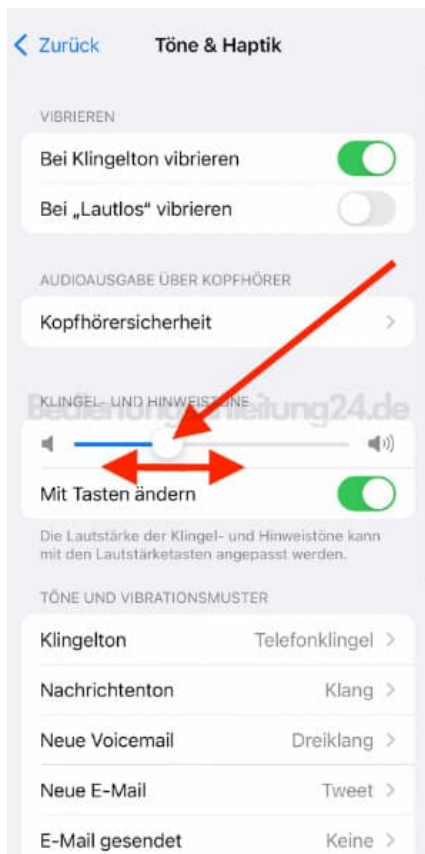 Zurück Töne & Haptik
VIBRIEREN
Bei Klingelton vibrieren
Bei „Lautlos“ vibrieren
AUDIOAUSGABE ÜBER KOPFHÖRER
Kopfhörersicherheit
KLINGEL- UND HINWEISTÖNE
Bedienungsanleitung24.de
Mit Tasten ändern
Die Lautstärke der Klingel- und Hinweistöne kann
mit den Lautstärketasten angepasst werden.
TÖNE UND VIBRATIONSMUSTER
Klingelton Telefonklingel
Nachrichtenton Klang
Neue Voicemail Dreiklang
Neue E-Mail Tweet
E-Mail gesendet Keine